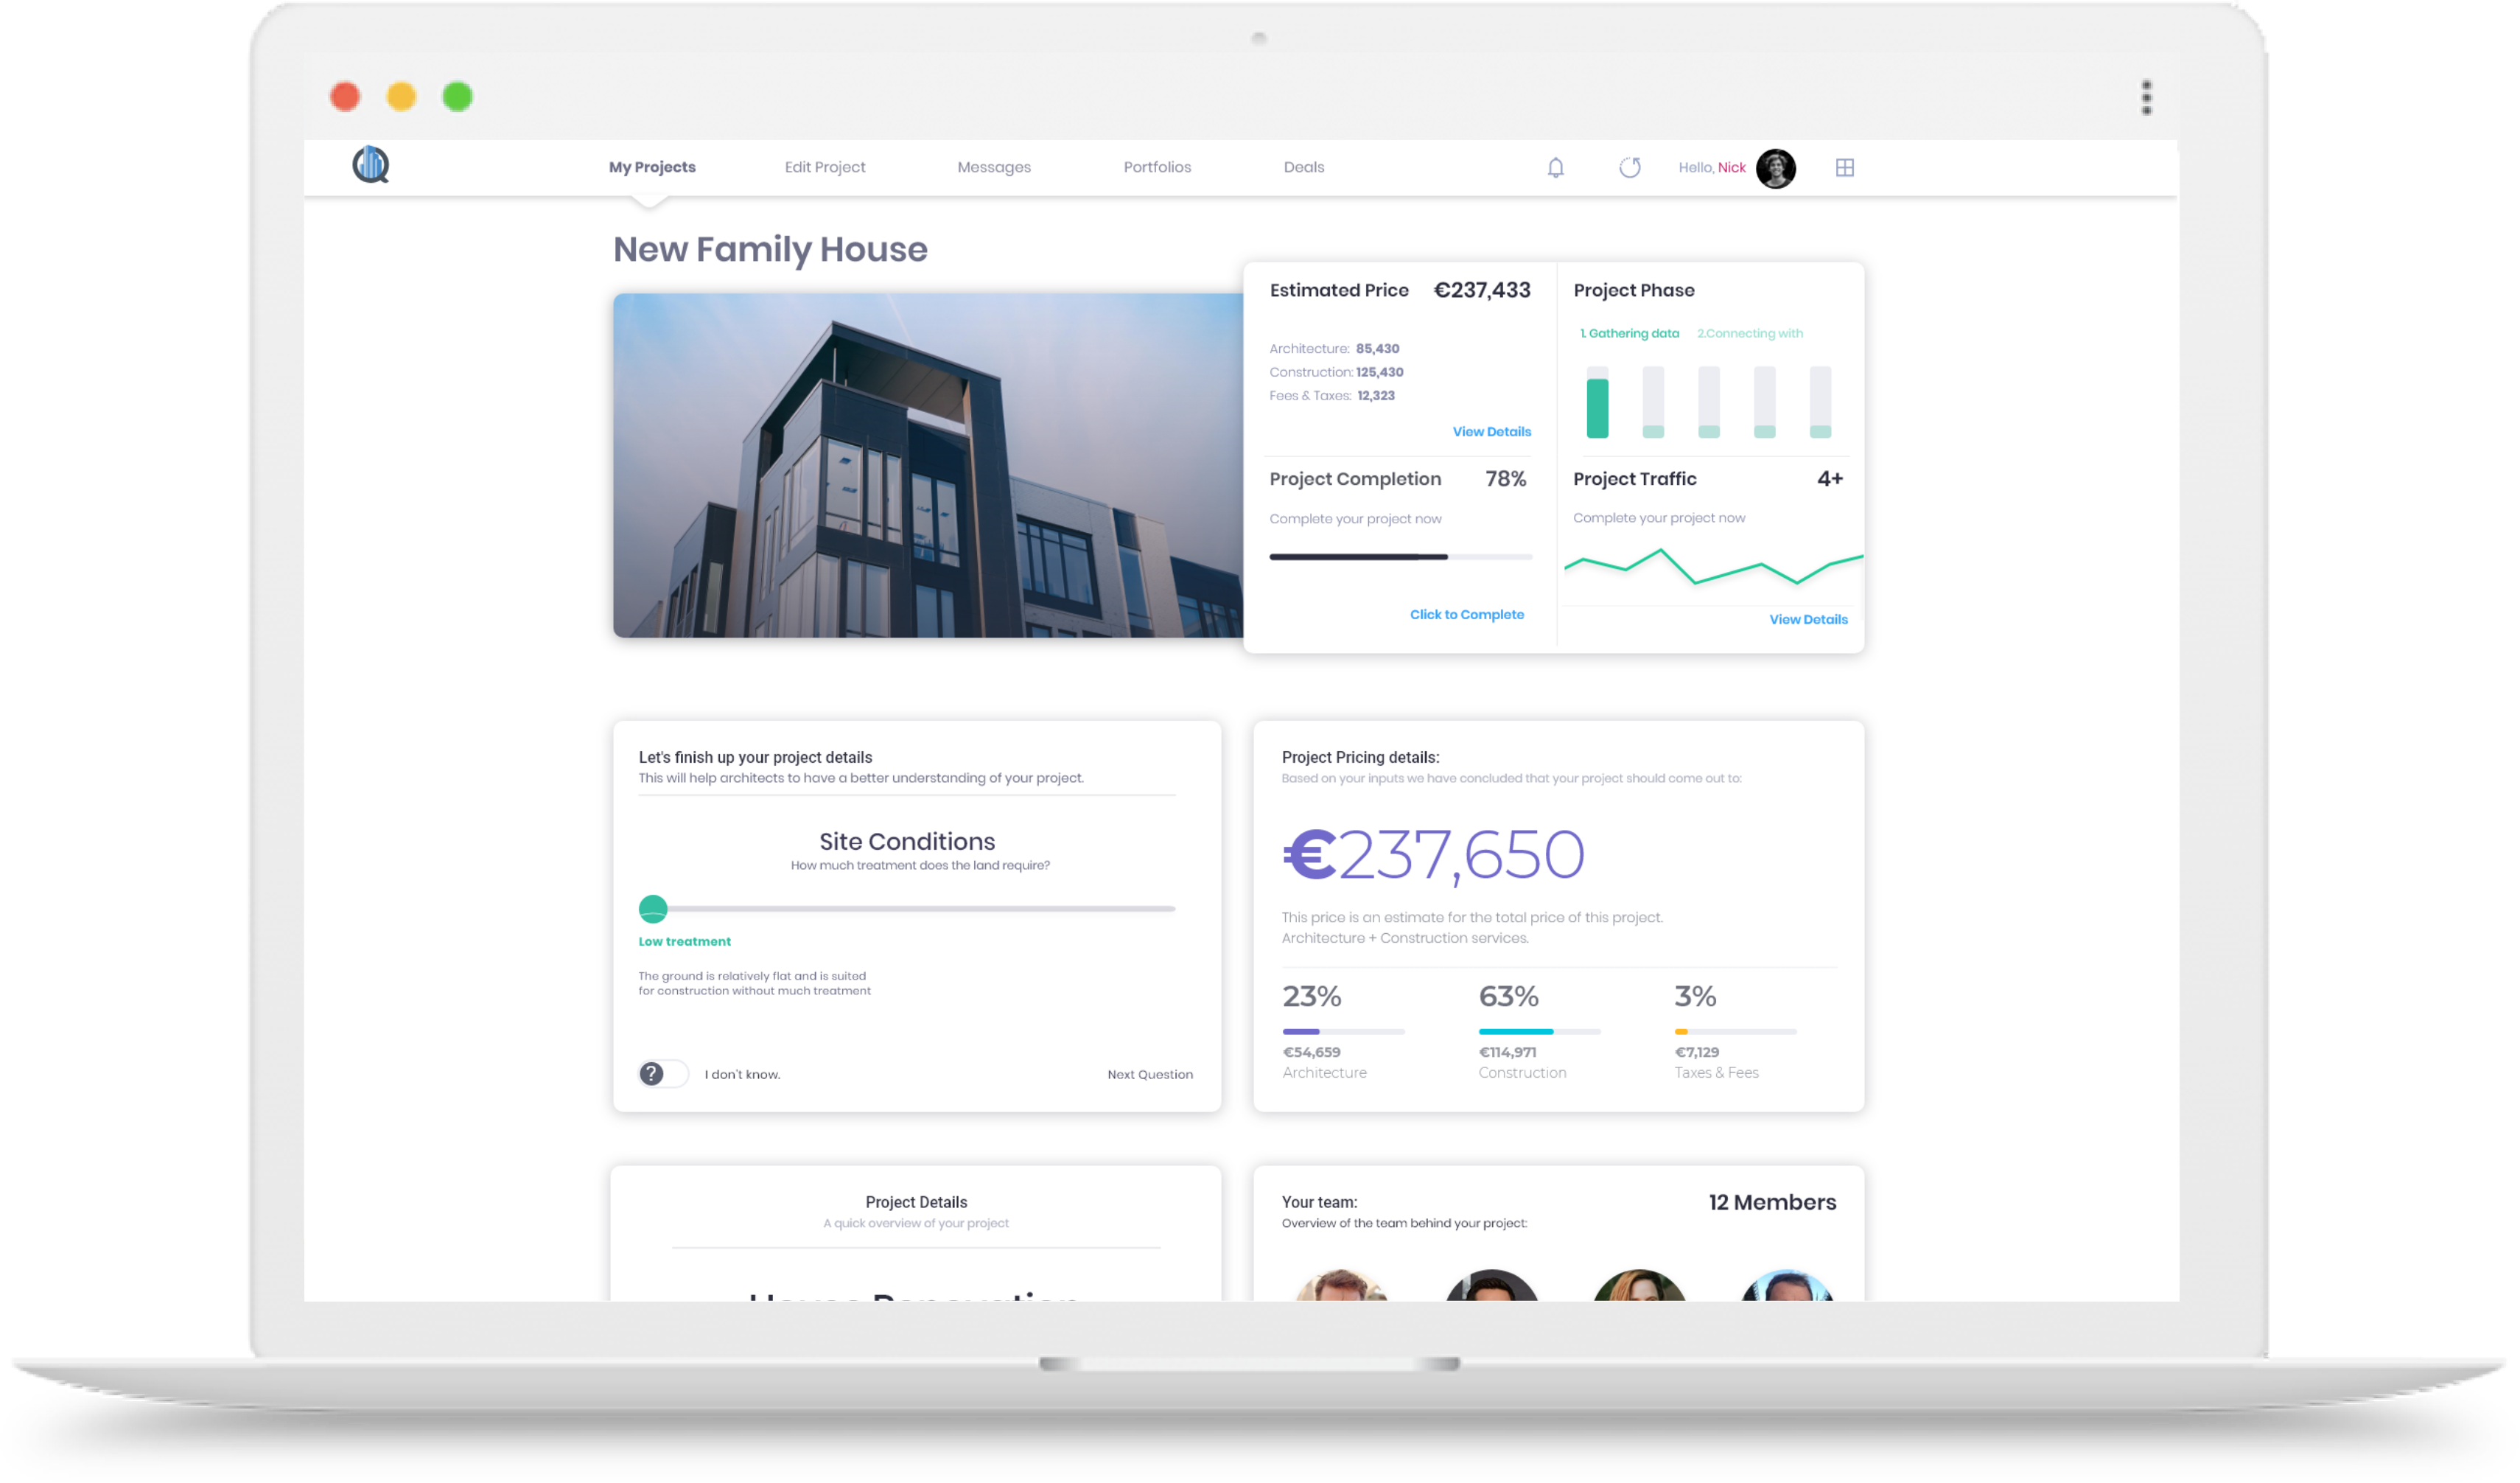 My Projects
Edit Project
Messages
Portfolios
Deals
Hello, Nick
New Family House
Estimated Price €237,433
Architecture: 85,430
Construction: 125,430
Fees & Taxes: 12,323
View Details
Project Phase
1. Gathering data 2.Connecting with
Project Completion 78%
Complete your project now
Click to Complete
Project Traffic 4+
Complete your project now
View Details
Let's finish up your project details
This will help architects to have a better understanding of your project.
Site Conditions
How much treatment does the land require?
Low treatment
The ground is relatively flat and is suited
for construction without much treatment
?
I don't know.
Next Question
Project Pricing details:
Based on your inputs we have concluded that your project should come out to:
€237,650
This price is an estimate for the total price of this project.
Architecture + Construction services.
23% 63% 3%
€54,659 €114,971 €7,129
Architecture Construction Taxes & Fees
Project Details
A quick overview of your project
Your team: 12 Members
Overview of the team behind your project: